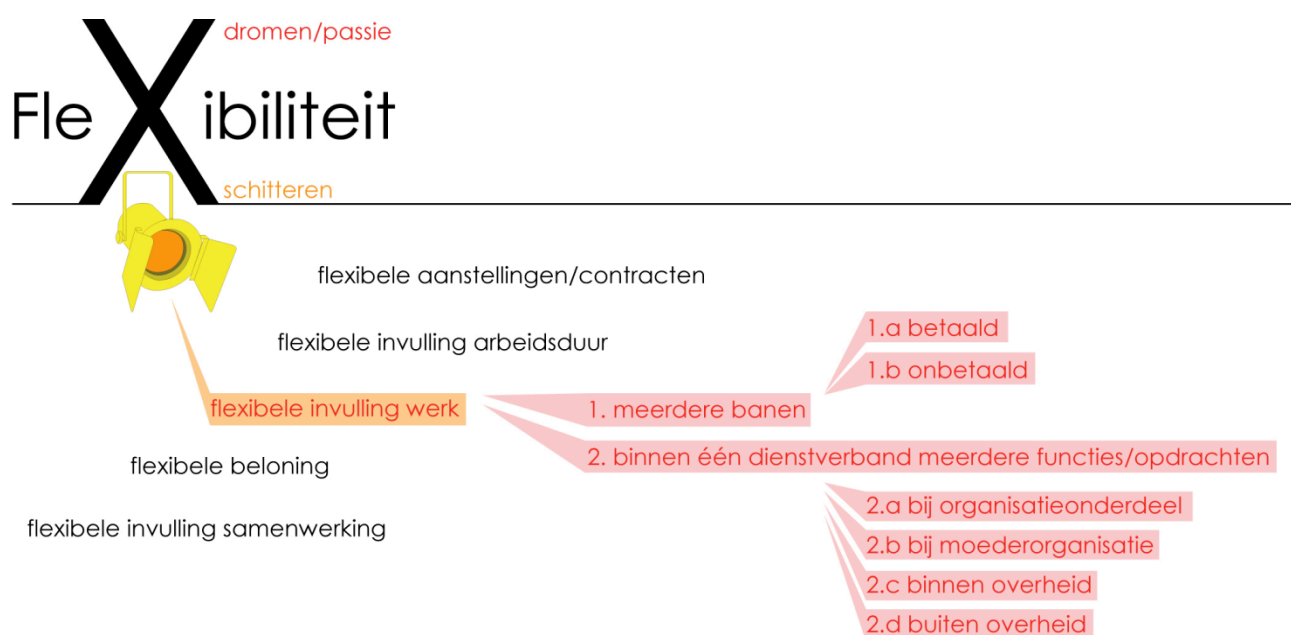 dromen/passie
FleXibiliteit
schitteren
flexibele aanstellingen/contracten
flexibele invulling arbeidsduur
flexibele invulling werk
flexibele beloning
flexibele invulling samenwerking
1. meerdere banen
1.a betaald
1.b onbetaald
2. binnen één dienstverband meerdere functies/opdrachten
2.a bij organisatieonderdeel
2.b bij moederorganisatie
2.c binnen overheid
2.d buiten overheid